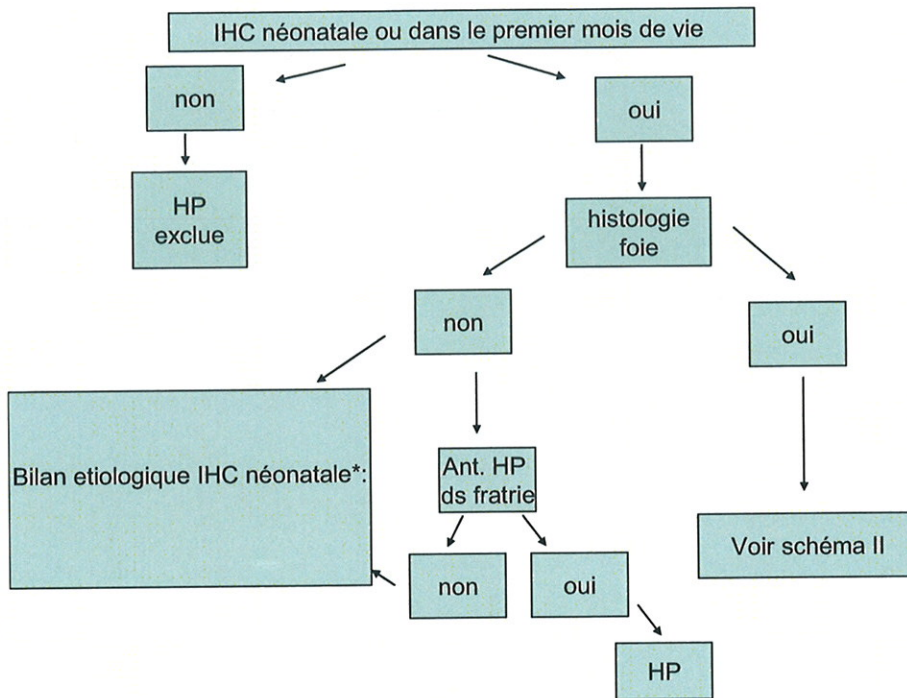 IHC néonatale ou dans le premier mois de vie
non
oui
HP
exclue
histologie
foie
non
oui
Bilan etiologique IHC néonatale*:
Ant. HP
ds fratrie
Voir schéma II
non
oui
HP